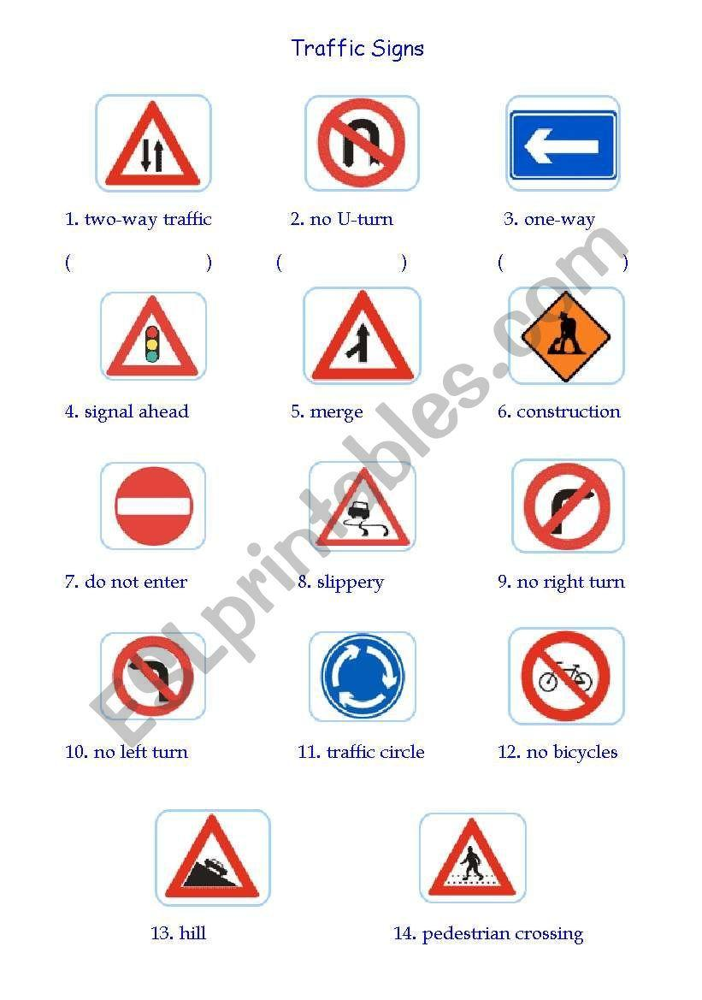 Traffic Signs
1. two-way traffic 2. no U-turn 3. one-way
( ) ( ) ( )
4. signal ahead 5. merge 6. construction
7. do not enter 8. slippery 9. no right turn
10. no left turn 11. traffic circle 12. no bicycles
13. hill 14. pedestrian crossing
ESLprintables.com